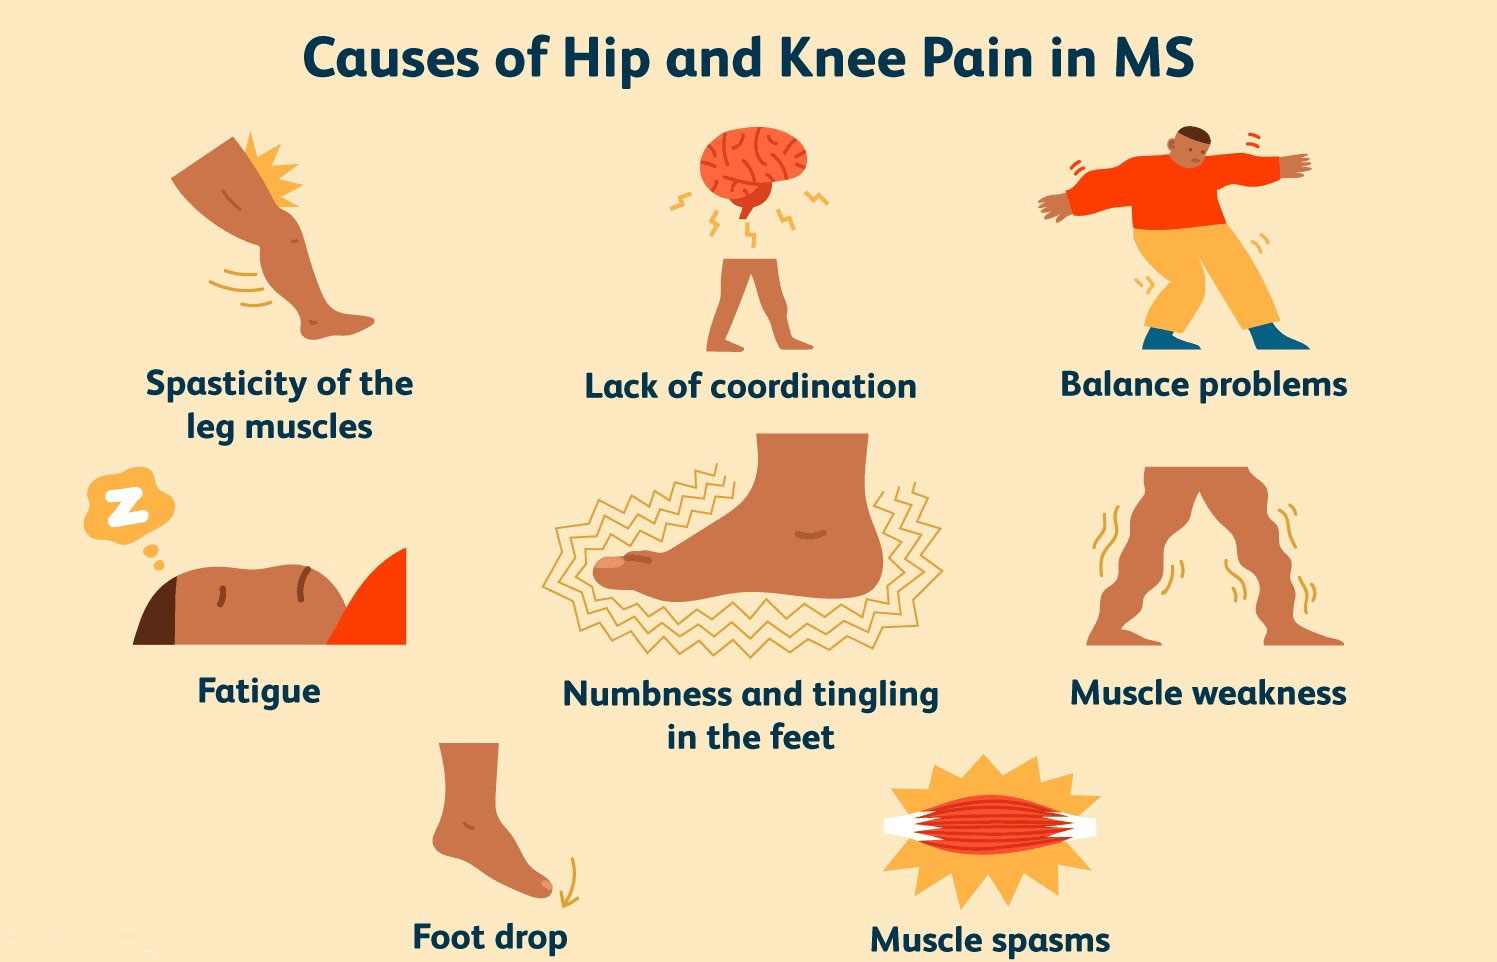 Causes of Hip and Knee Pain in MS
Spasticity of the
leg muscles
Lack of coordination
Balance problems
Z
Fatigue
Numbness and tingling
in the feet
Muscle weakness
Foot drop
Muscle spasms